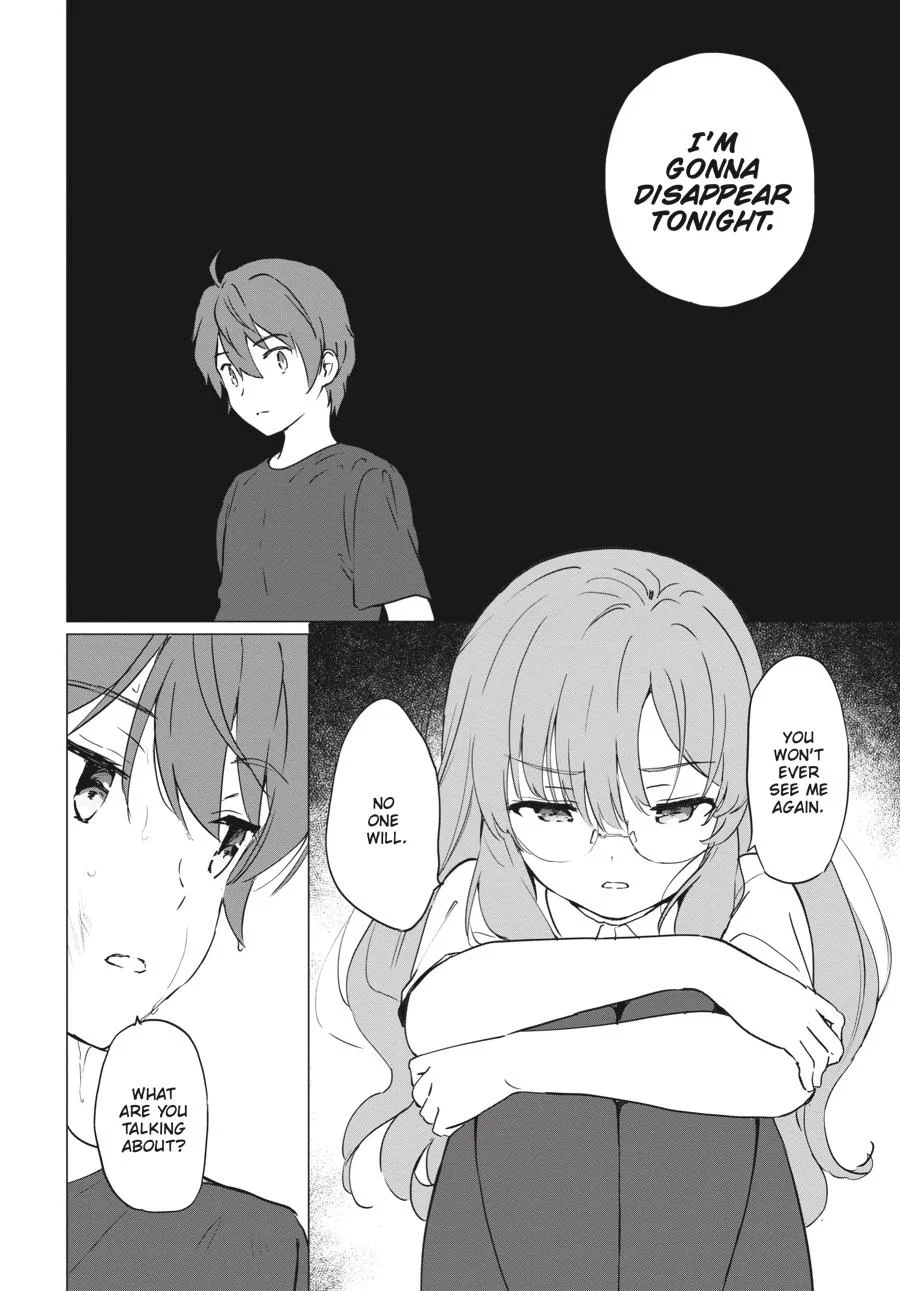 I'M
GONNA
DISAPPEAR
TONIGHT.
YOU
WON'T
EVER
SEE ME
AGAIN.
NO
ONE
WILL.
WHAT
ARE YOU
TALKING
ABOUT?